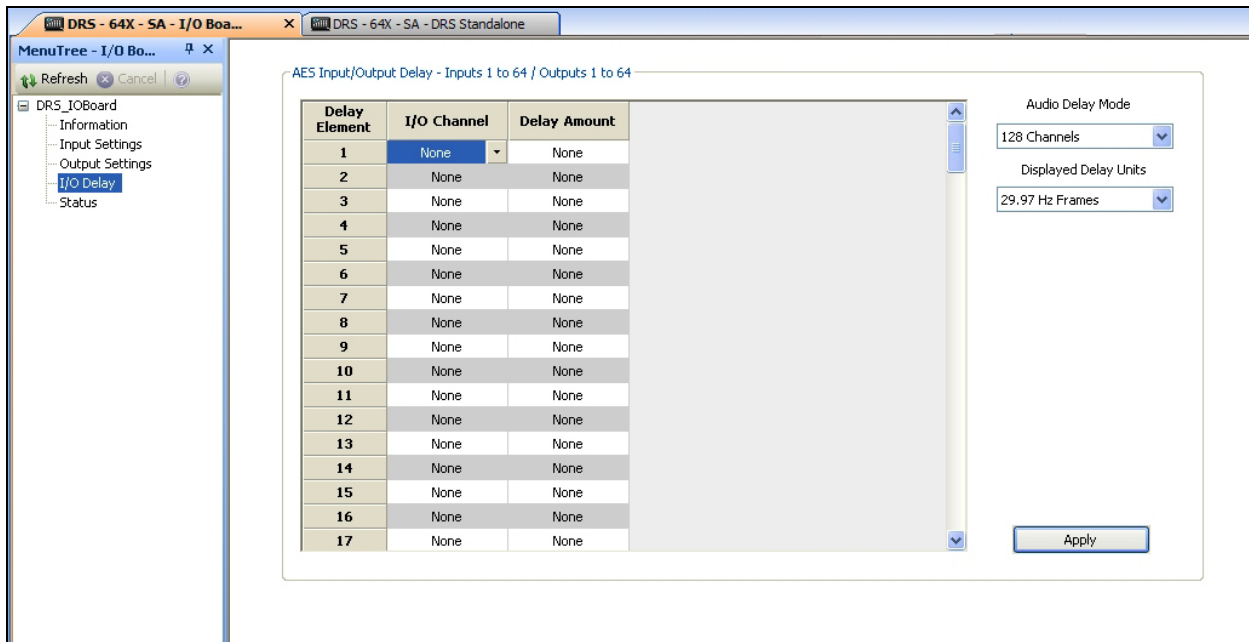 DRS - 64X - SA - I/O Boa...
DRS - 64X - SA - DRS Standalone
MenuTree - I/O Bo...
Refresh Cancel
DRS_IOBoard
Information
Input Settings
Output Settings
I/O Delay
Status
AES Input/Output Delay - Inputs 1 to 64 / Outputs 1 to 64
Delay Element I/O Channel Delay Amount
1 None None
2 None None
3 None None
4 None None
5 None None
6 None None
7 None None
8 None None
9 None None
10 None None
11 None None
12 None None
13 None None
14 None None
15 None None
16 None None
17 None None
Audio Delay Mode
128 Channels
Displayed Delay Units
29.97 Hz Frames
Apply